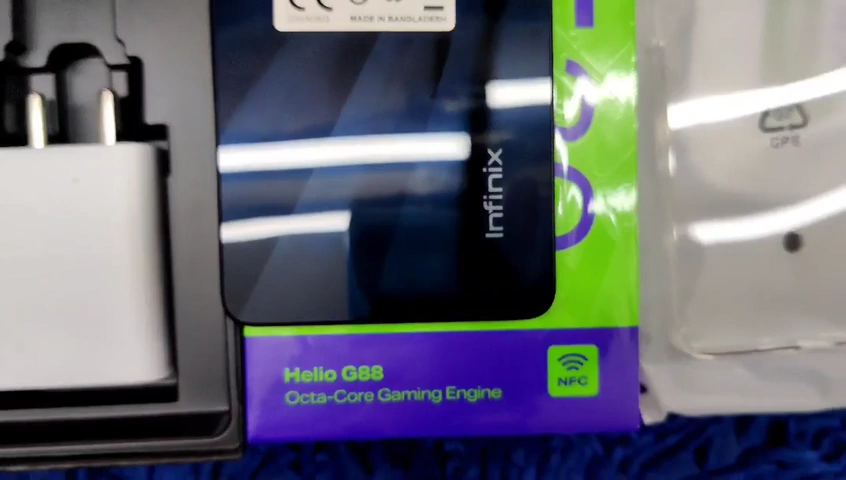 MADE IN BANGLADESH
Infinix
GPE
Helio G88
Octa-Core Gaming Engine
NFC